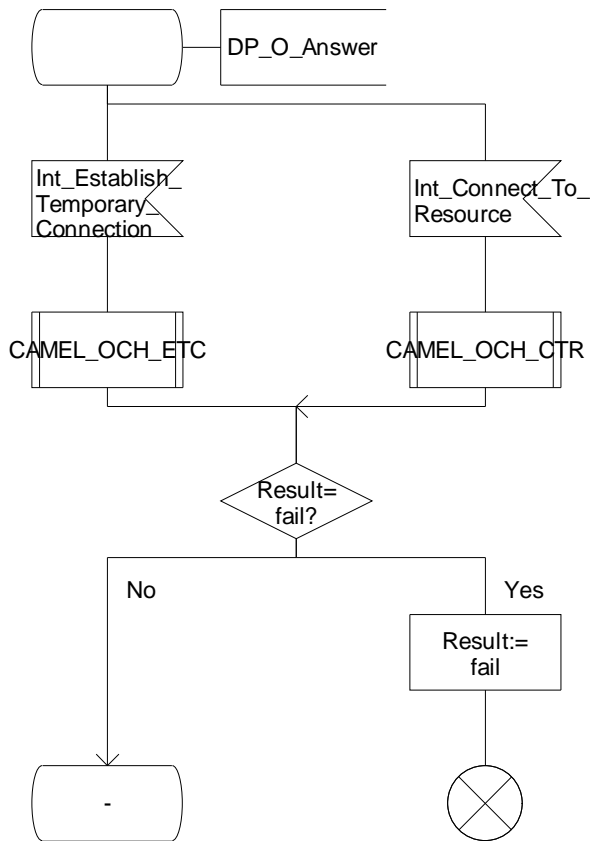 DP_O_Answer
Int_Establish_
Temporary_
Connection
Int_Connect_To_
Resource
CAMEL_OCH_ETC
CAMEL_OCH_CTR
Result=
fail?
No
Yes
Result:=
fail
-